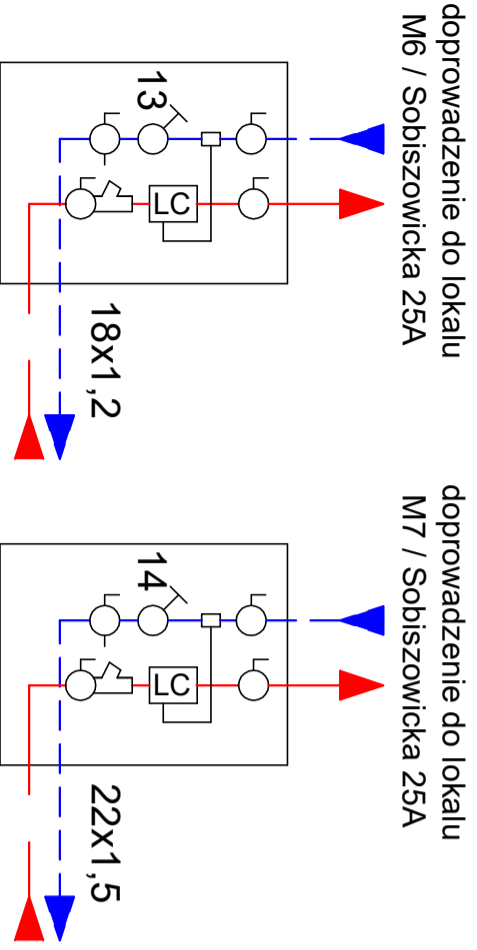 doprowadzenie do lokalu
M6 / Sobiszowicka 25A
13
LC
18x1,2
doprowadzenie do lokalu
M7 / Sobiszowicka 25A
14
LC
22x1,5